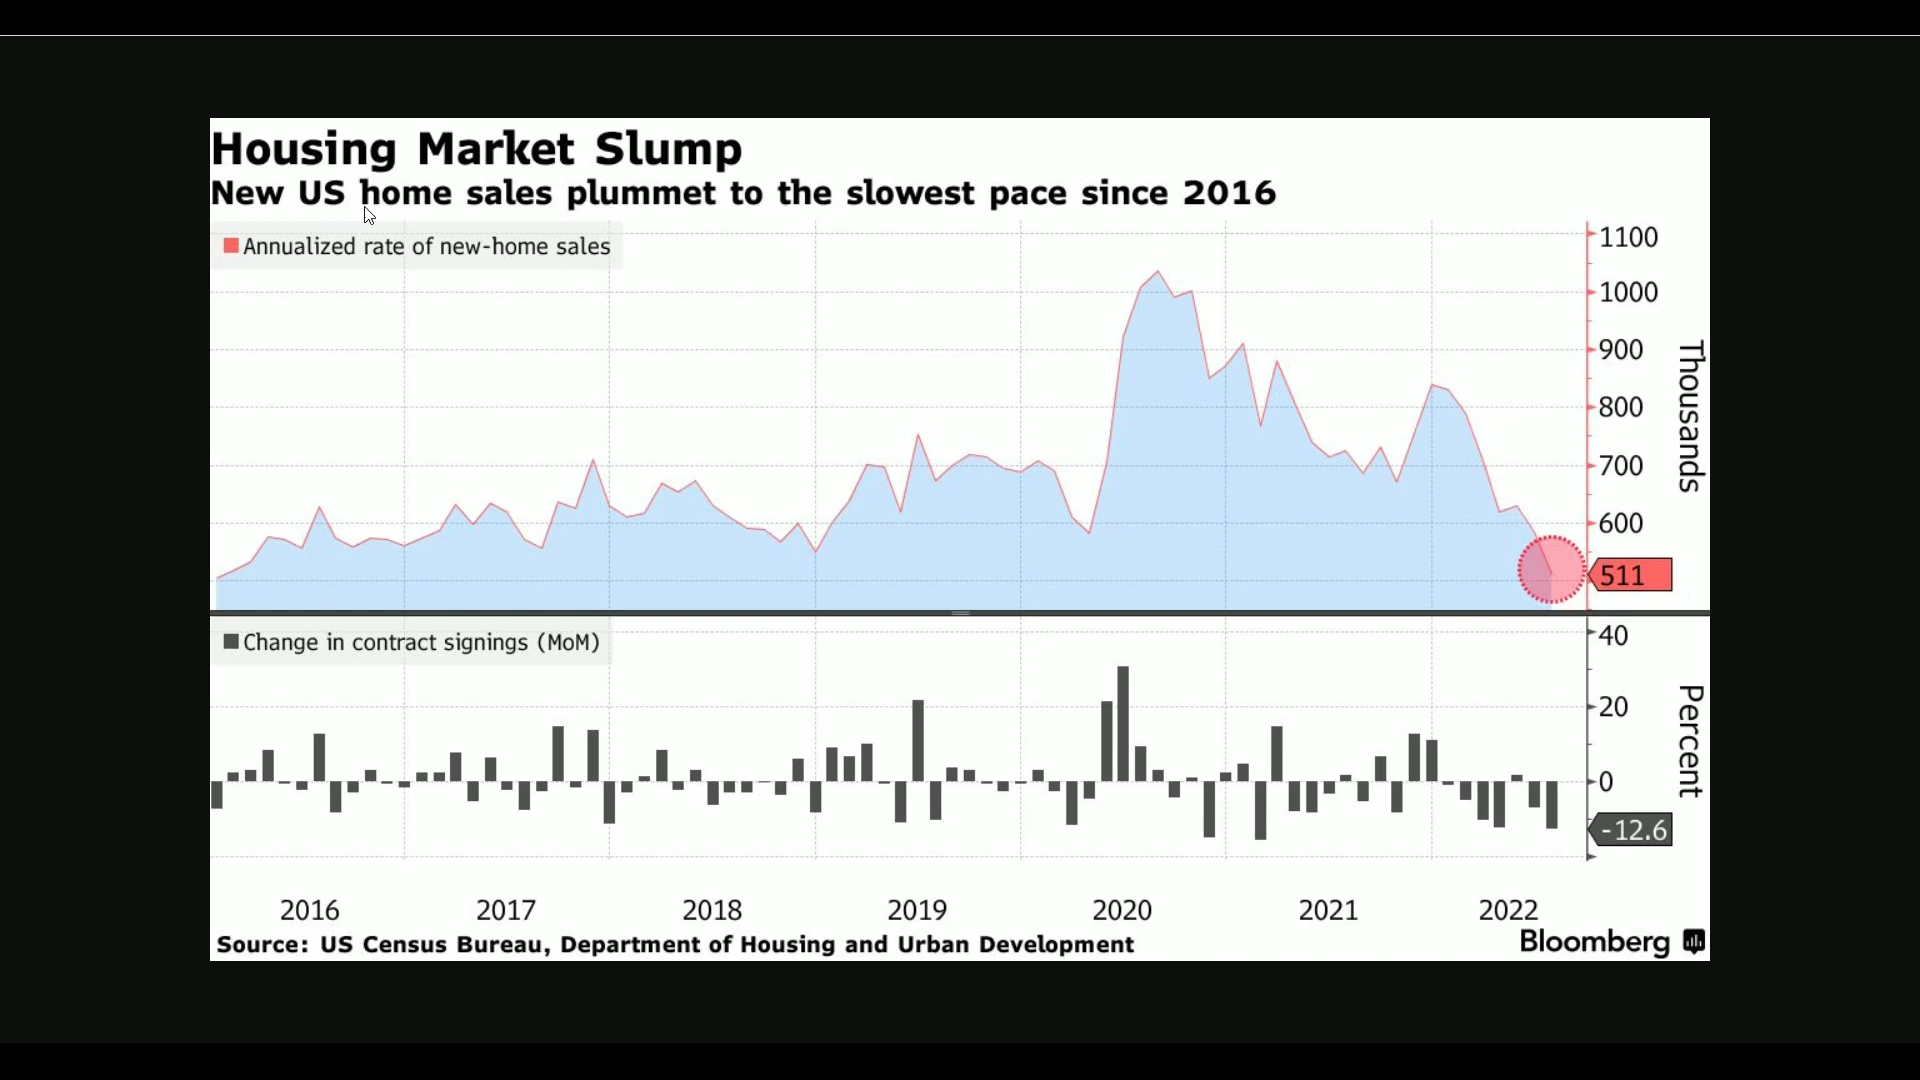 Housing Market Slump
New US home sales plummet to the slowest pace since 2016
Annualized rate of new-home sales
1100
1000
900
800
700
600
511
Thousands
Change in contract signings (MoM)
40
20
0
-12.6
Percent
2016 2017 2018 2019 2020 2021 2022
Source: US Census Bureau, Department of Housing and Urban Development
Bloomberg